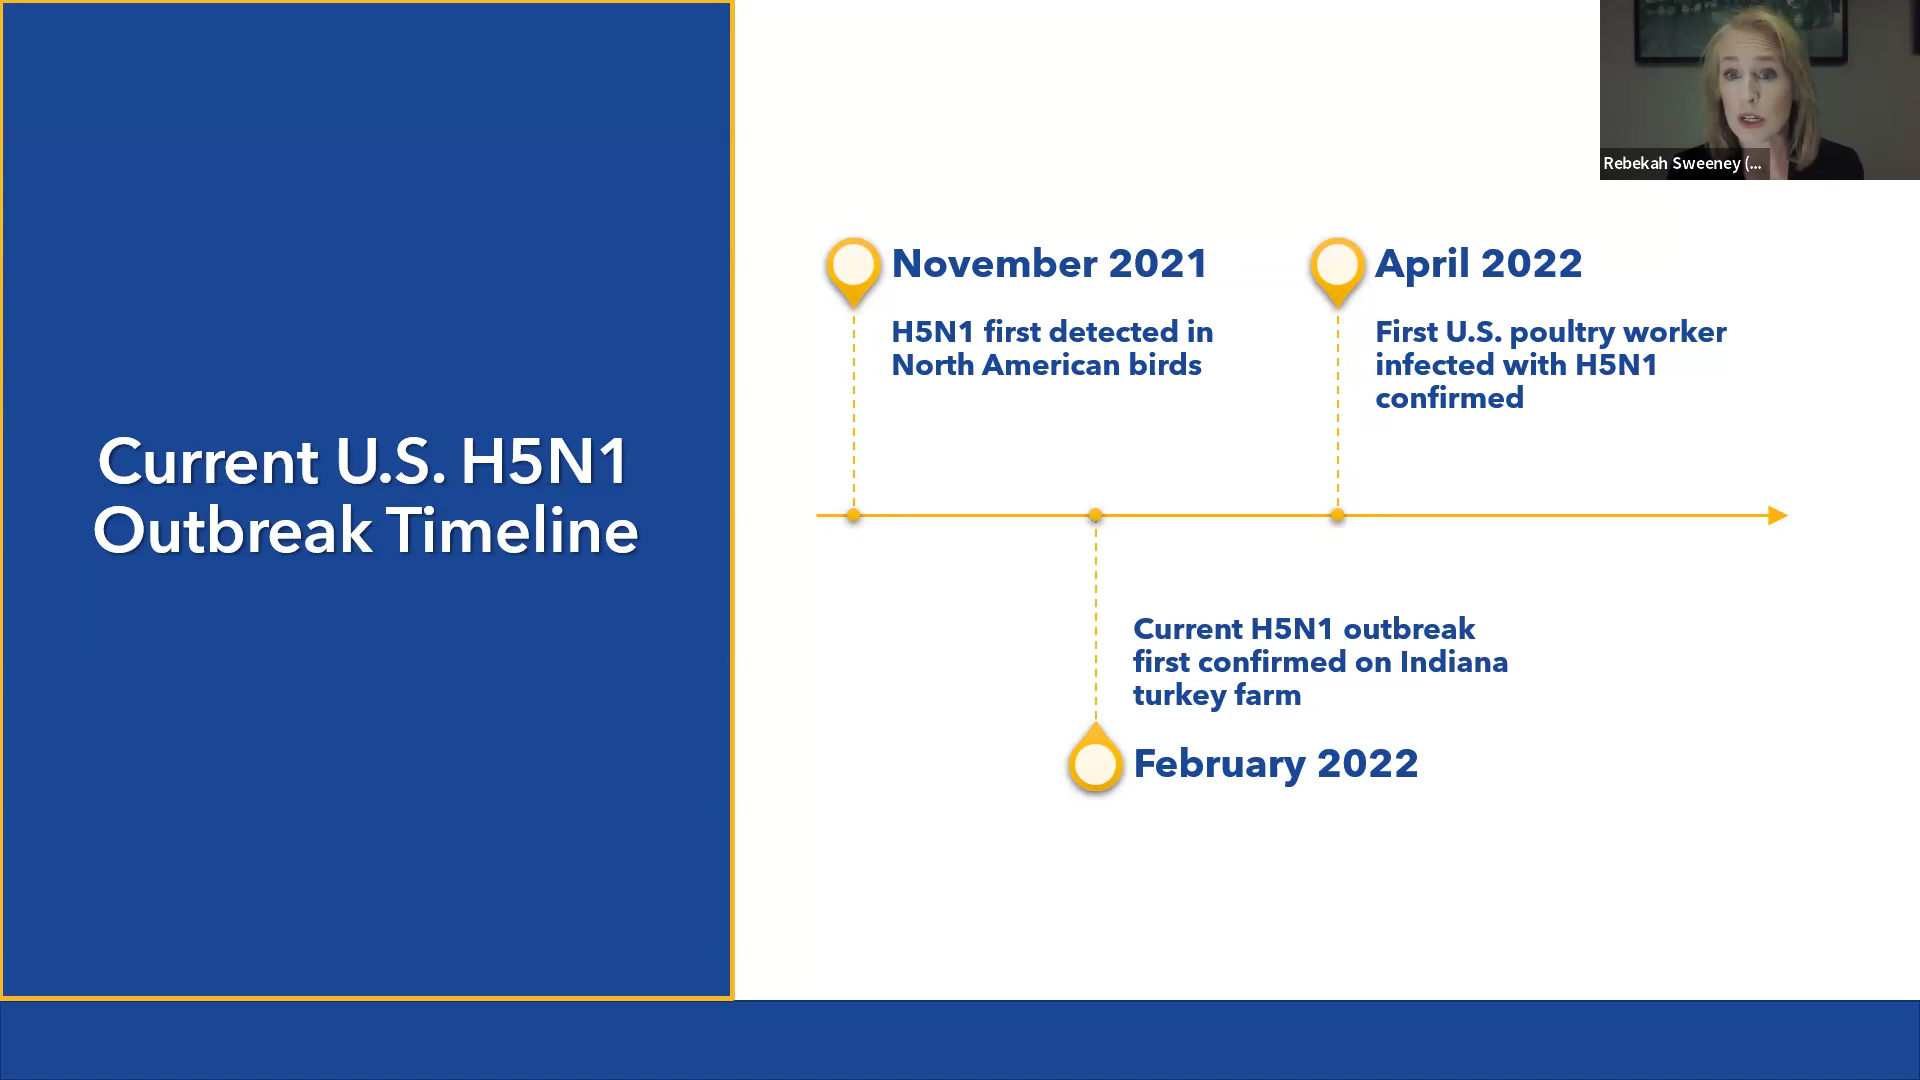 Rebekah Sweeney (...
Current U.S. H5N1
Outbreak Timeline
November 2021
H5N1 first detected in
North American birds
April 2022
First U.S. poultry worker
infected with H5N1
confirmed
Current H5N1 outbreak
first confirmed on Indiana
turkey farm
February 2022